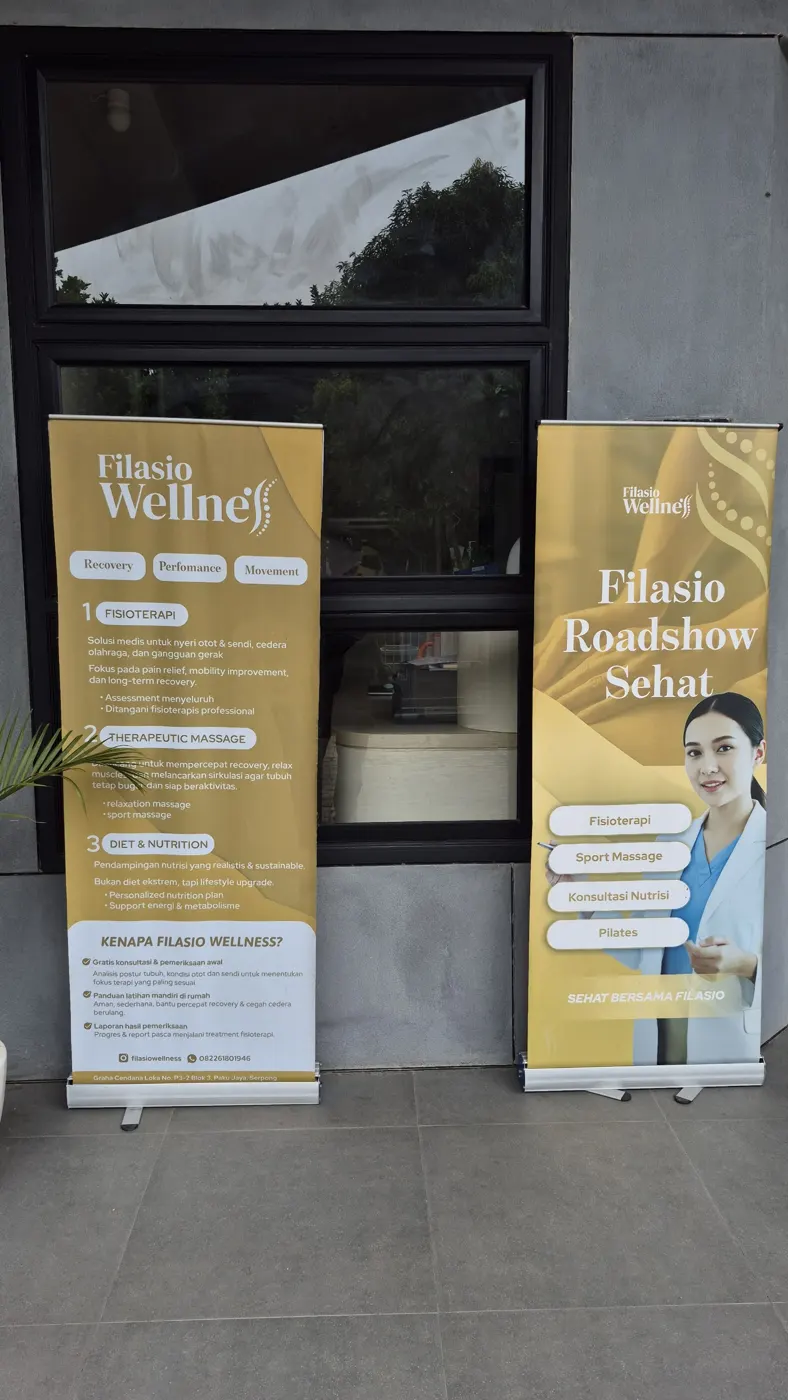 Filasio
Wellness
Recovery
Perfomance
Movement
1 FISIOTERAPI
Solusi medis untuk nyeri otot & sendi, cedera
olahraga, dan gangguan gerak
Fokus pada pain relief, mobility improvement,
dan long-term recovery.
• Assessment menyeluruh
• Ditangani fisioterapis professional
2 THERAPEUTIC MASSAGE
untuk mempercepat recovery, relax
melancarkan sirkulasi agar tubuh
tetap dan siap beraktivitas.
• relaxation massage
• sport massage
3 DIET & NUTRITION
Pendampingan nutrisi yang realistis & sustainable.
Bukan diet ekstrem, tapi lifestyle upgrade.
• Personalized nutrition plan
• Support energi & metabolisme
KENAPA FILASIO WELLNESS?
Gratis konsultasi & pemeriksaan awal
Analisis postur tubuh, kondisi otot dan sendi untuk menentukan
fokus terapi yang paling sesuai.
Panduan latihan mandiri di rumah
Aman, sederhana, bantu percepat recovery & cegah cedera
berulang.
Laporan hasil pemeriksaan
Progres & report pasca menjalani treatment fisioterapi.
filasiowellness 082261801946
Graha Cendana Loka No. P3-7 Blok 3, Paku Jaya, Serpong
Filasio
Wellness
Filasio
Roadshow
Sehat
Fisioterapi
Sport Massage
Konsultasi Nutrisi
Pilates
SEHAT BERSAMA FILASIO